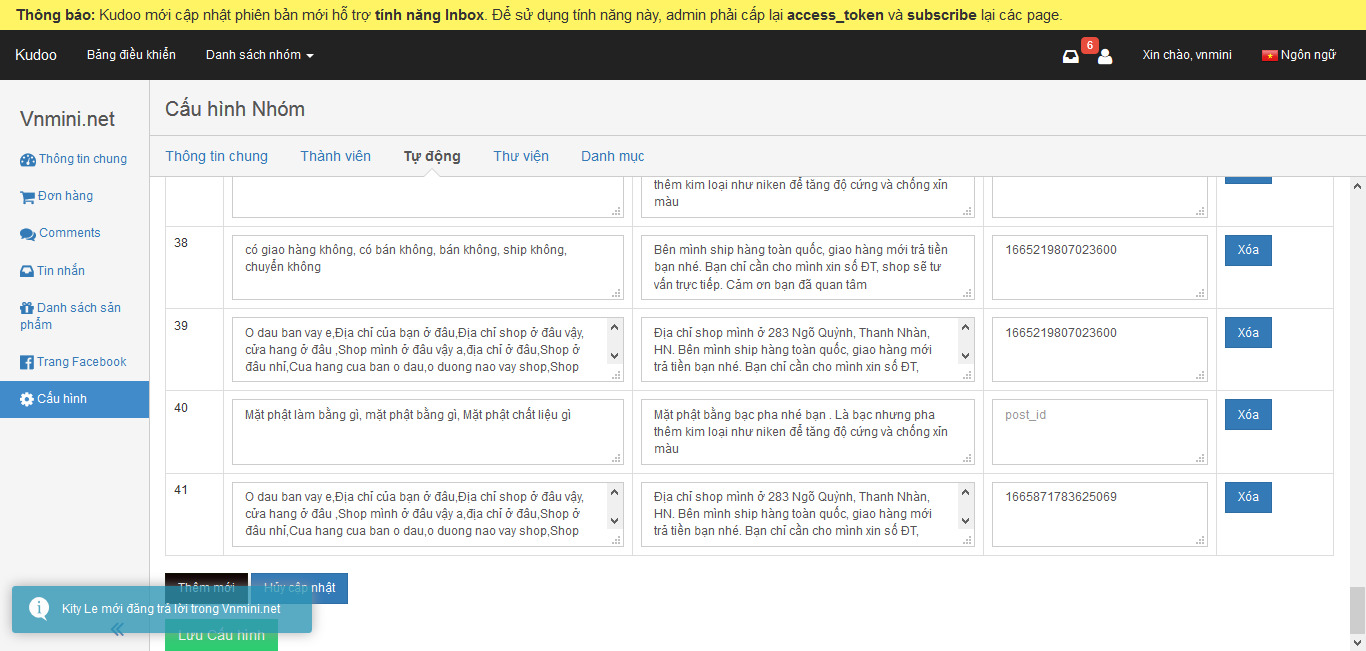 Thông báo: Kudoo mới cập nhật phiên bản mới hỗ trợ tính năng Inbox. Để sử dụng tính năng này, admin phải cấp lại access_token và subscribe lại các page.
Kudoo Bảng điều khiển Danh sách nhóm 6 Xin chào, vnmini Ngôn ngữ
Vnmini.net
Thông tin chung
Đơn hàng
Comments
Tin nhắn
Danh sách sản
phẩm
Trang Facebook
Cấu hình
Cấu hình Nhóm
Thông tin chung Thành viên Tự động Thư viện Danh mục
thêm kim loại như niken để tăng độ cứng và chống xỉn
màu
38
có giao hàng không, có bán không, bán không, ship không,
chuyển không
Bên mình ship hàng toàn quốc, giao hàng mới trả tiền
bạn nhé. Bạn chỉ cần cho mình xin số ĐT, shop sẽ tư
vấn trực tiếp. Cảm ơn bạn đã quan tâm
1665219807023600
Xóa
39
O dau ban vay e,Địa chỉ của bạn ở đâu,Địa chỉ shop ở đâu vậy,
cửa hang ở đâu ,Shop mình ở đâu vậy a,địa chỉ ở đâu,Shop ở
đâu nhỉ,Cua hang cua ban o dau,o duong nao vay shop,Shop
Địa chỉ shop mình ở 283 Ngõ Quỳnh, Thanh Nhàn,
HN. Bên mình ship hàng toàn quốc, giao hàng mới
trả tiền bạn nhé. Bạn chỉ cần cho mình xin số ĐT,
1665219807023600
Xóa
40
Mặt phật làm bằng gì, mặt phật bằng gì, Mặt phật chất liệu gì
Mặt phật bằng bạc pha nhé bạn . Là bạc nhưng pha
thêm kim loại như niken để tăng độ cứng và chống xỉn
màu
post_id
Xóa
41
O dau ban vay e,Địa chỉ của bạn ở đâu,Địa chỉ shop ở đâu vậy,
cửa hang ở đâu ,Shop mình ở đâu vậy a,địa chỉ ở đâu,Shop ở
đâu nhỉ,Cua hang cua ban o dau,o duong nao vay shop,Shop
Địa chỉ shop mình ở 283 Ngõ Quỳnh, Thanh Nhàn,
HN. Bên mình ship hàng toàn quốc, giao hàng mới
trả tiền bạn nhé. Bạn chỉ cần cho mình xin số ĐT,
1665871783625069
Xóa
Thêm mới Hủy cập nhật
Kity Le mới đăng trả lời trong Vnmini.net
Lưu Cấu hình